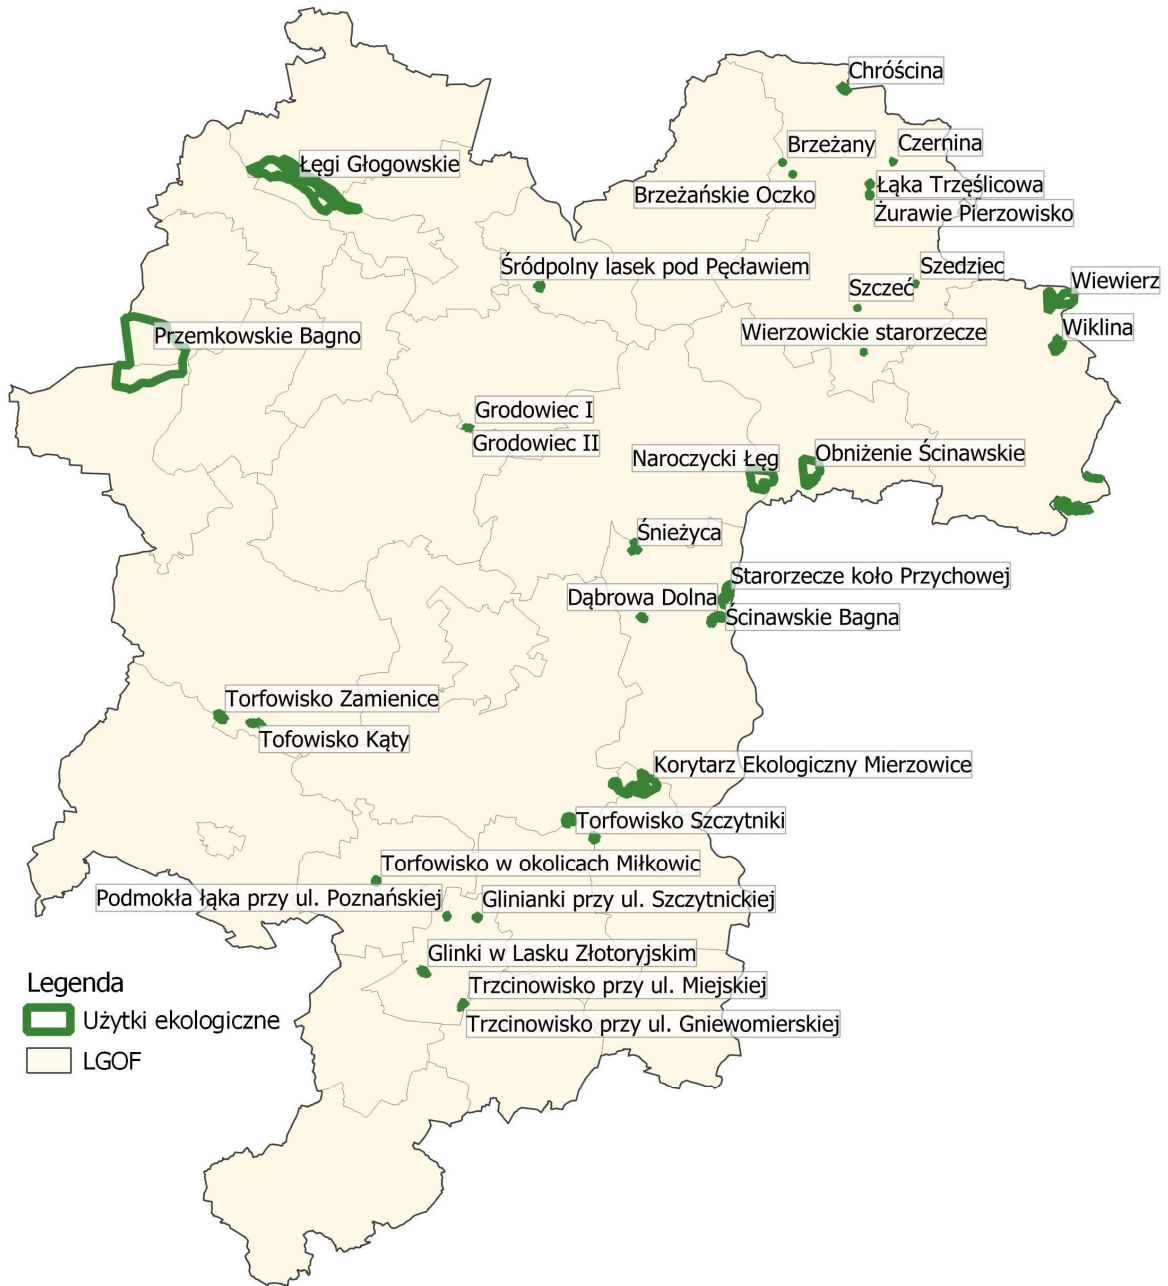 Chróścina
Brzeżany
Czernina
Łęgi Głogowskie
Brzeżańskie Oczko
Łąka Trzęślicowa
Żurawie Pierzowisko
Śródpolny lasek pod Pęcławiem
Szedziec
Szczeć
Wiewierz
Wierzowickie starorzecze
Wiklina
Przemkowskie Bagno
Grodowiec I
Grodowiec II
Naroczycki Łęg
Obniżenie Ścinawskie
Śnieżyca
Starorzecze koło Przychowej
Dąbrowa Dolna
Ścinawskie Bagna
Torfowisko Zamienice
Tofowisko Kąty
Korytarz Ekologiczny Mierzowice
Torfowisko Szczytniki
Torfowisko w okolicach Miłkowic
Podmokła łąka przy ul. Poznańskiej
Glinianki przy ul. Szczytnickiej
Glinki w Lasku Złotoryjskim
Trzcinowisko przy ul. Miejskiej
Trzcinowisko przy ul. Gniewomierskiej
Legenda
Użytki ekologiczne
LGOF